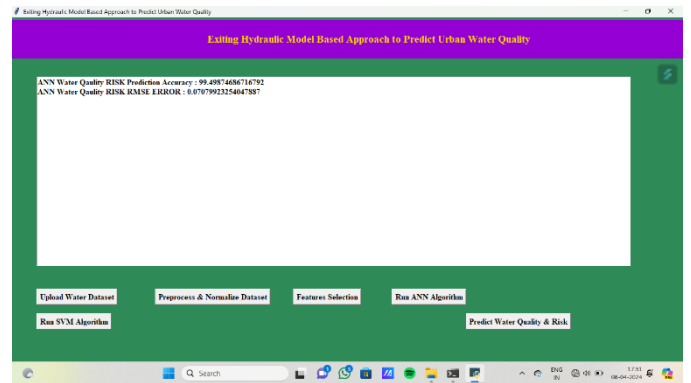 Exiting Hydraulic Model Based Approach to Predict Urban Water Quality
Exiting Hydraulic Model Based Approach to Predict Urban Water Quality
ANN Water Qaulity RISK Prediction Accuracy : 99.49874686716792
ANN Water Qaulity RISK RMSE ERROR : 0.07079923254047887
Upload Water Dataset
Preprocess & Normalize Dataset
Features Selection
Run ANN Algorithm
Run SVM Algorithm
Predict Water Quality & Risk
Search
ENG
IN
17:51
08-04-2024